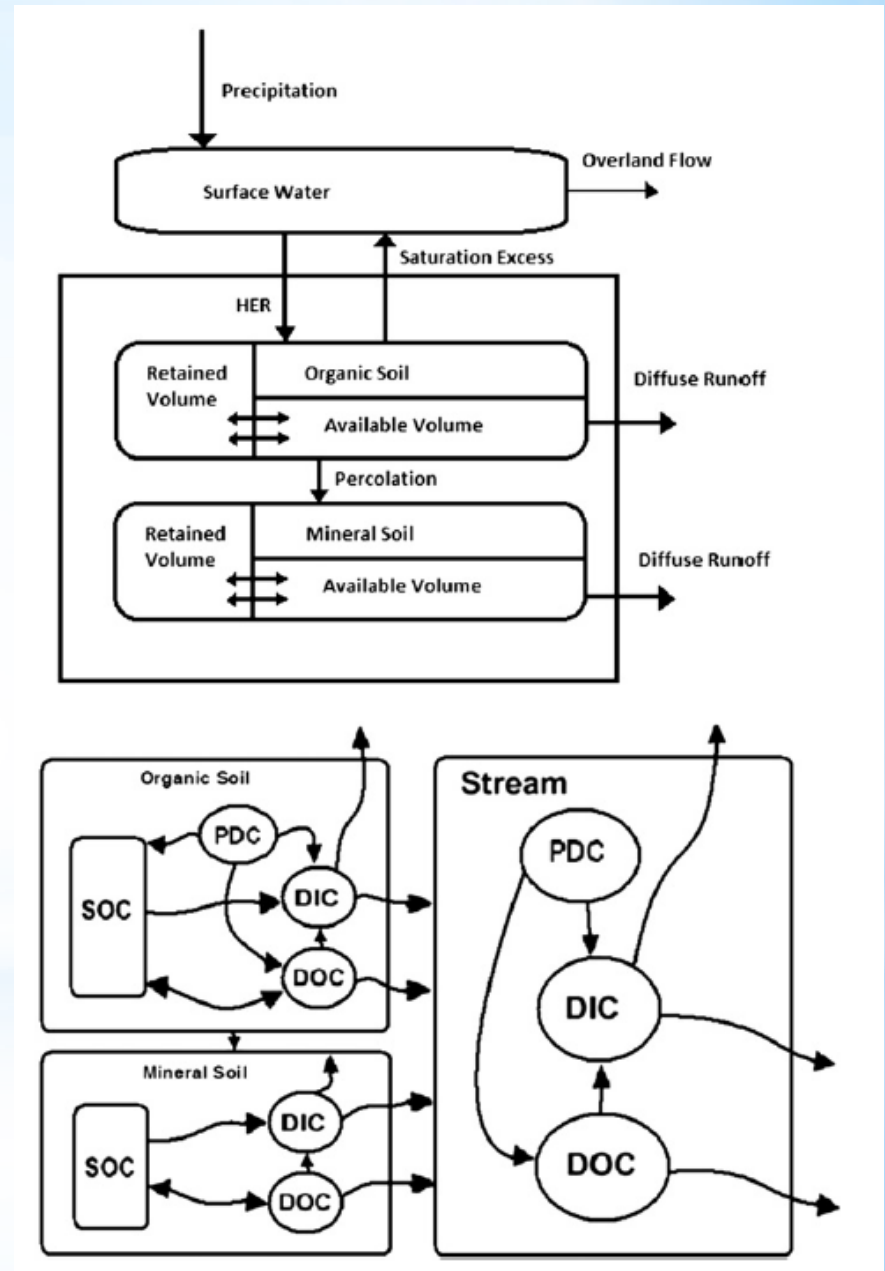 Precipitation
Overland Flow
Surface Water
Saturation Excess
HER
Retained
Volume
Organic Soil
Diffuse Runoff
Available Volume
Percolation
Retained
Volume
Mineral Soil
Diffuse Runoff
Available Volume
Organic Soil
PDC
SOC
DIC
DOC
Mineral Soil
DIC
SOC
DOC
Stream
PDC
DIC
DOC